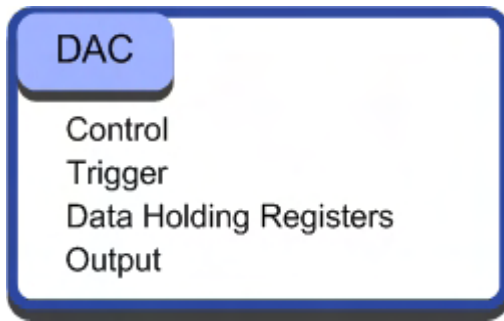 DAC
Control
Trigger
Data Holding Registers
Output